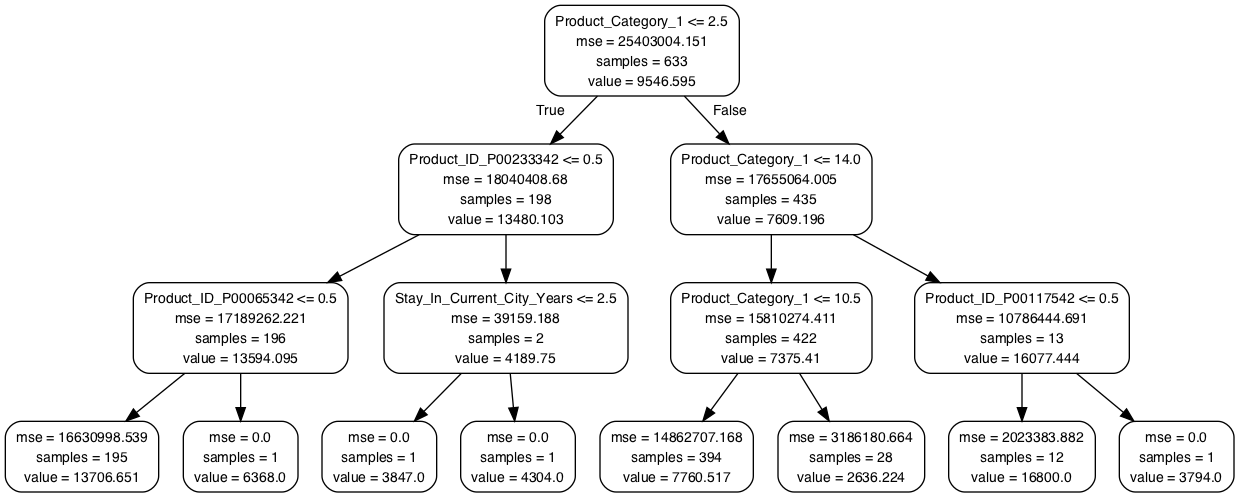 Product_Category_1 <= 2.5
mse = 25403004.151
samples = 633
value = 9546.595
True
False
Product_ID_P00233342 <= 0.5
mse = 18040408.68
samples = 198
value = 13480.103
Product_Category_1 <= 14.0
mse = 17655064.005
samples = 435
value = 7609.196
Product_ID_P00065342 <= 0.5
mse = 17189262.221
samples = 196
value = 13594.095
Stay_In_Current_City_Years <= 2.5
mse = 39159.188
samples = 2
value = 4189.75
Product_Category_1 <= 10.5
mse = 15810274.411
samples = 422
value = 7375.41
Product_ID_P00117542 <= 0.5
mse = 10786444.691
samples = 13
value = 16077.444
mse = 16630998.539
samples = 195
value = 13706.651
mse = 0.0
samples = 1
value = 6368.0
mse = 0.0
samples = 1
value = 3847.0
mse = 0.0
samples = 1
value = 4304.0
mse = 14862707.168
samples = 394
value = 7760.517
mse = 3186180.664
samples = 28
value = 2636.224
mse = 2023383.882
samples = 12
value = 16800.0
mse = 0.0
samples = 1
value = 3794.0